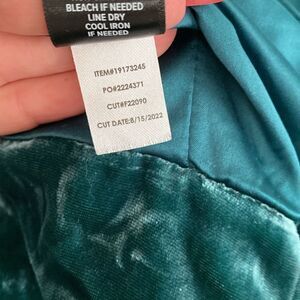 BLEACH IF NEEDED
LINE DRY
COOL IRON
IF NEEDED
ITEM#19173245
PO#2224371
CUT#F22090
CUT DATE:8/15/2022